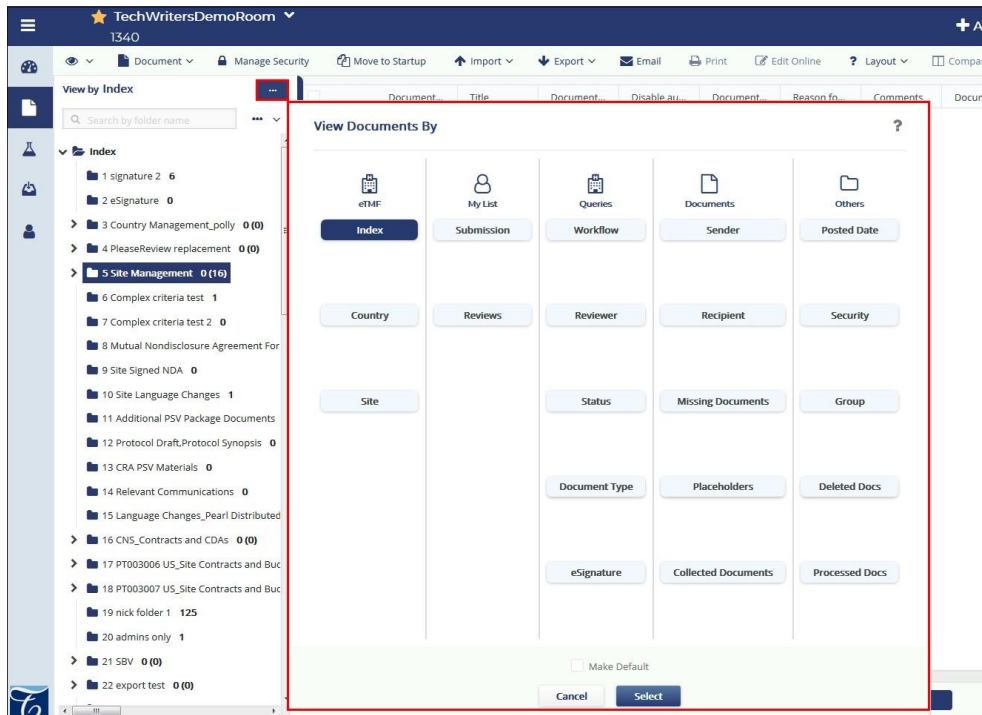 TechWritersDemoRoom
1340
Document
Manage Security
Move to Startup
Import
Export
Email
Print
Edit Online
? Layout
View by Index
...
Search by folder name
Document...
Title
Document...
Disable au...
Document...
Reason fo...
Comments
Index
1 signature 2 6
2 eSignature 0
3 Country Management_polly 0 (0)
4 PleaseReview replacement 0 (0)
5 Site Management 0 (16)
6 Complex criteria test 1
7 Complex criteria test 2 0
8 Mutual Nondisclosure Agreement For
9 Site Signed NDA 0
10 Site Language Changes 1
11 Additional PSV Package Documents
12 Protocol Draft,Protocol Synopsis 0
13 CRA PSV Materials 0
14 Relevant Communications 0
15 Language Changes_Pearl Distributed
16 CNS_Contracts and CDAs 0 (0)
17 PT003006 US_Site Contracts and Buc
18 PT003007 US_Site Contracts and Buc
19 nick folder 1 125
20 admins only 1
21 SBV 0 (0)
22 export test 0 (0)
View Documents By
?
eTMF
My List
Queries
Documents
Others
Index
Submission
Workflow
Sender
Posted Date
Country
Reviews
Reviewer
Recipient
Security
Site
Status
Missing Documents
Group
Document Type
Placeholders
Deleted Docs
eSignature
Collected Documents
Processed Docs
Make Default
Cancel
Select